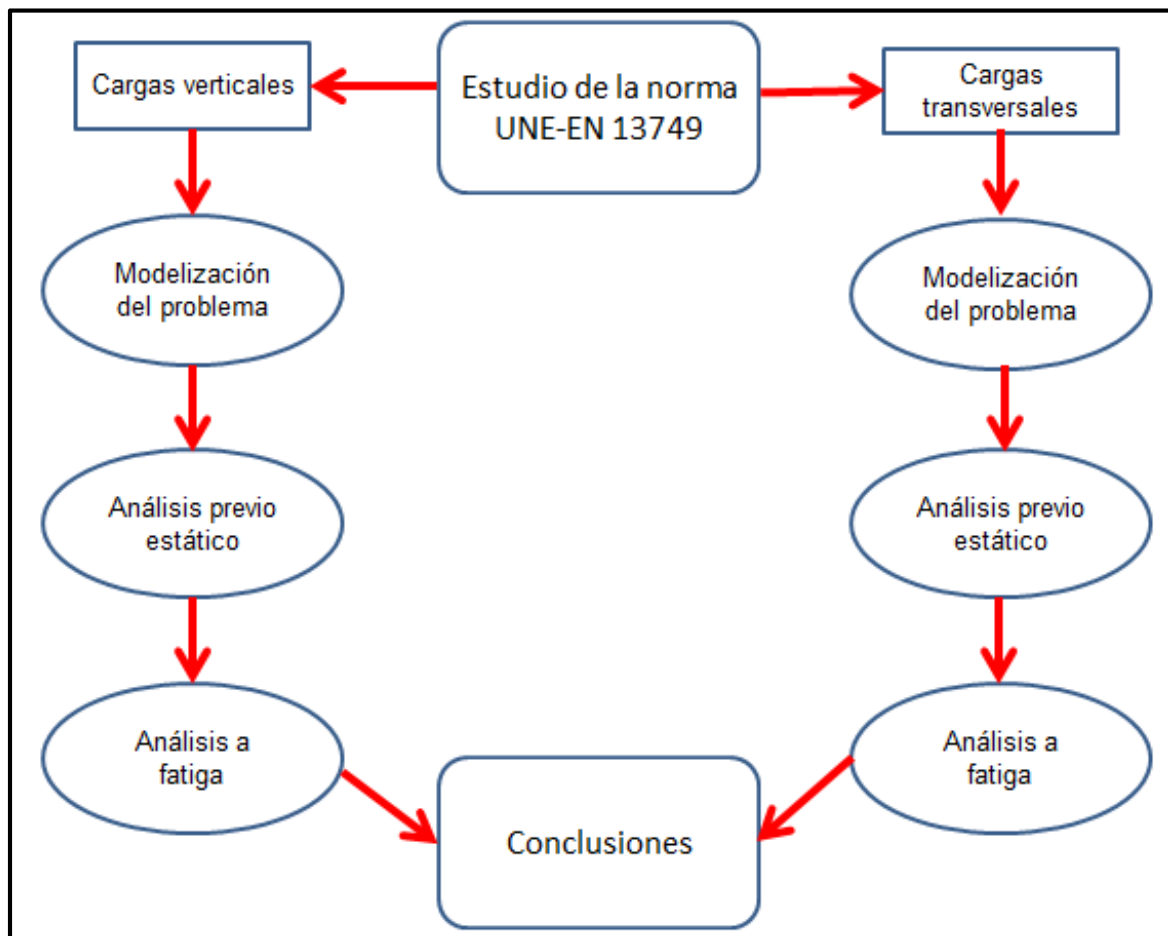 Estudio de la norma
UNE-EN 13749
Cargas verticales
Modelización
del problema
Análisis previo
estático
Análisis a
fatiga
Cargas
transversales
Modelización
del problema
Análisis previo
estático
Análisis a
fatiga
Conclusiones